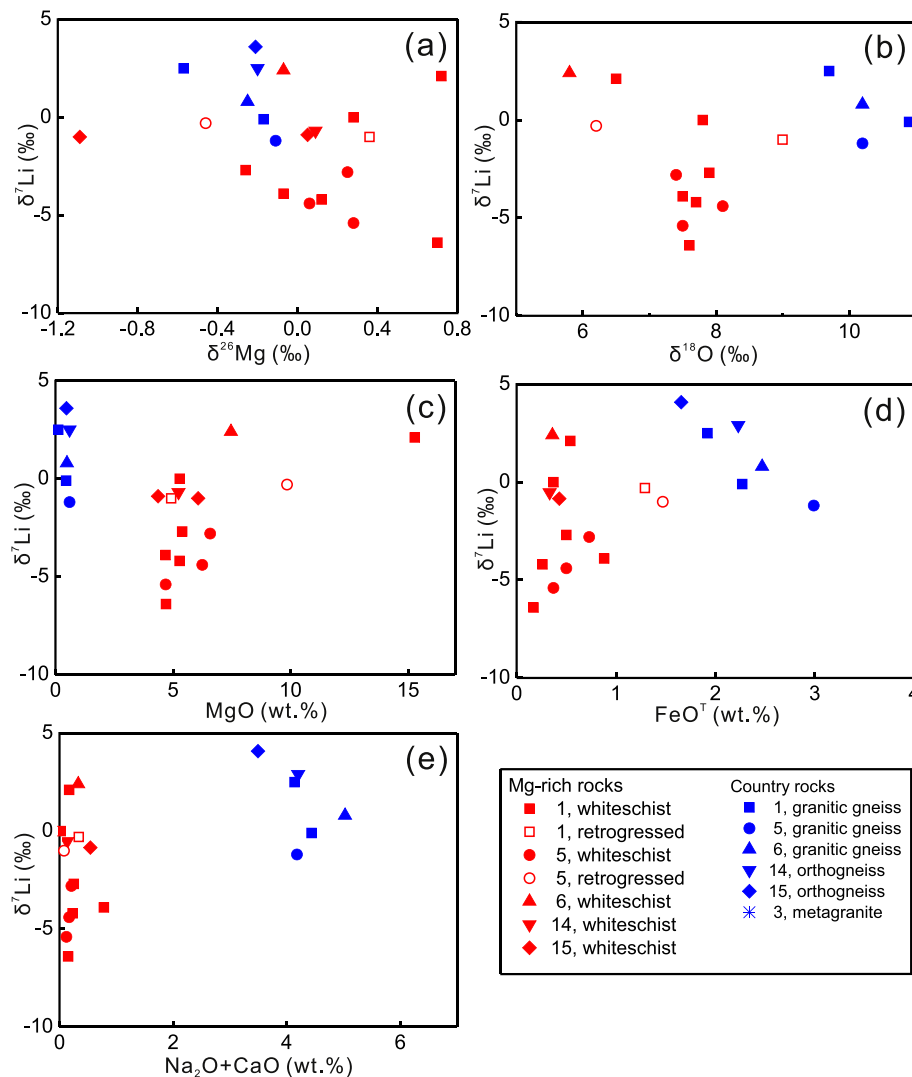 (a)
5
0
-5
-10
δ⁷Li (‰)
-1.2 -0.8 -0.4 0.0 0.4 0.8
δ²⁶Mg (‰)
(b)
5
0
-5
-10
δ⁷Li (‰)
6 8 10
δ¹⁸O (‰)
(c)
5
0
-5
-10
δ⁷Li (‰)
0 5 10 15
MgO (wt.%)
(d)
5
0
-5
-10
δ⁷Li (‰)
0 1 2 3 4
FeOᵀ (wt.%)
(e)
5
0
-5
-10
δ⁷Li (‰)
0 2 4 6
Na₂O+CaO (wt.%)
Mg-rich rocks
1, whiteschist
1, retrogressed
5, whiteschist
5, retrogressed
6, whiteschist
14, whiteschist
15, whiteschist
Country rocks
1, granitic gneiss
5, granitic gneiss
6, granitic gneiss
14, orthogneiss
15, orthogneiss
3, metagranite